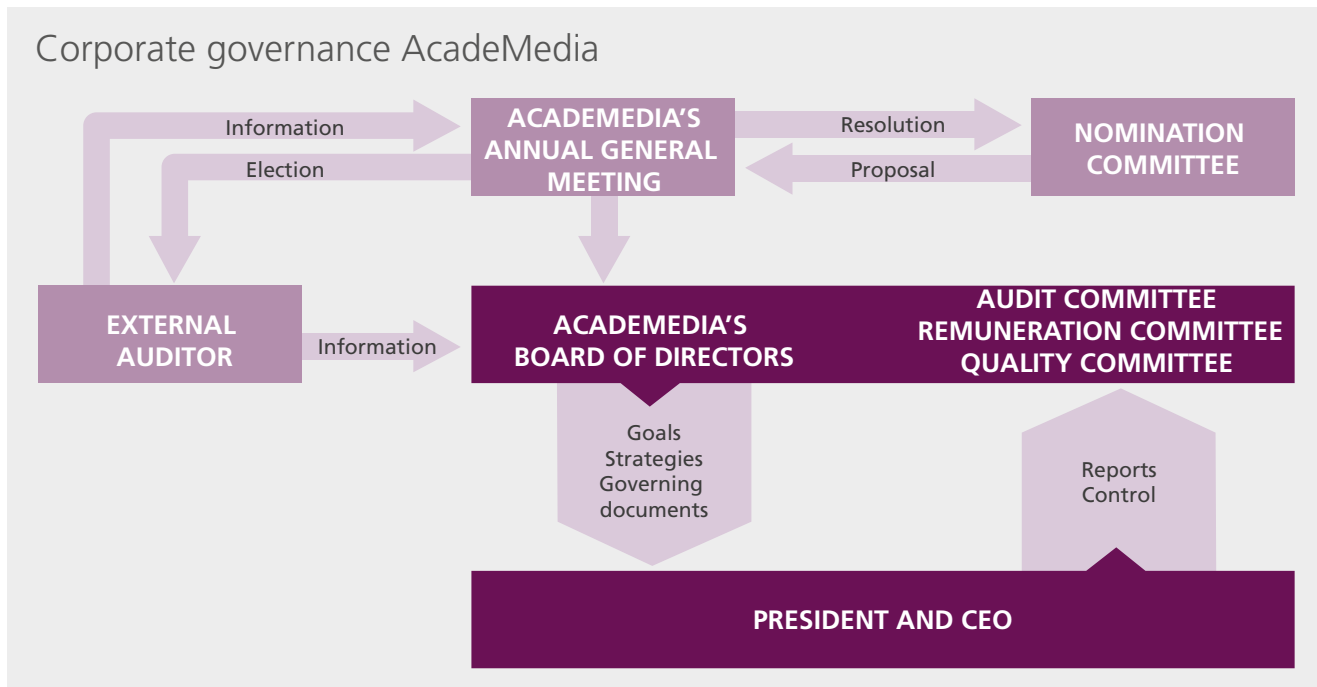 Corporate governance AcadeMedia
Information
Election
ACADEMEDIA'S
ANNUAL GENERAL
MEETING
Resolution
Proposal
NOMINATION
COMMITTEE
EXTERNAL
AUDITOR
Information
ACADEMEDIA'S
BOARD OF DIRECTORS
AUDIT COMMITTEE
REMUNERATION COMMITTEE
QUALITY COMMITTEE
Goals
Strategies
Governing
documents
Reports
Control
PRESIDENT AND CEO